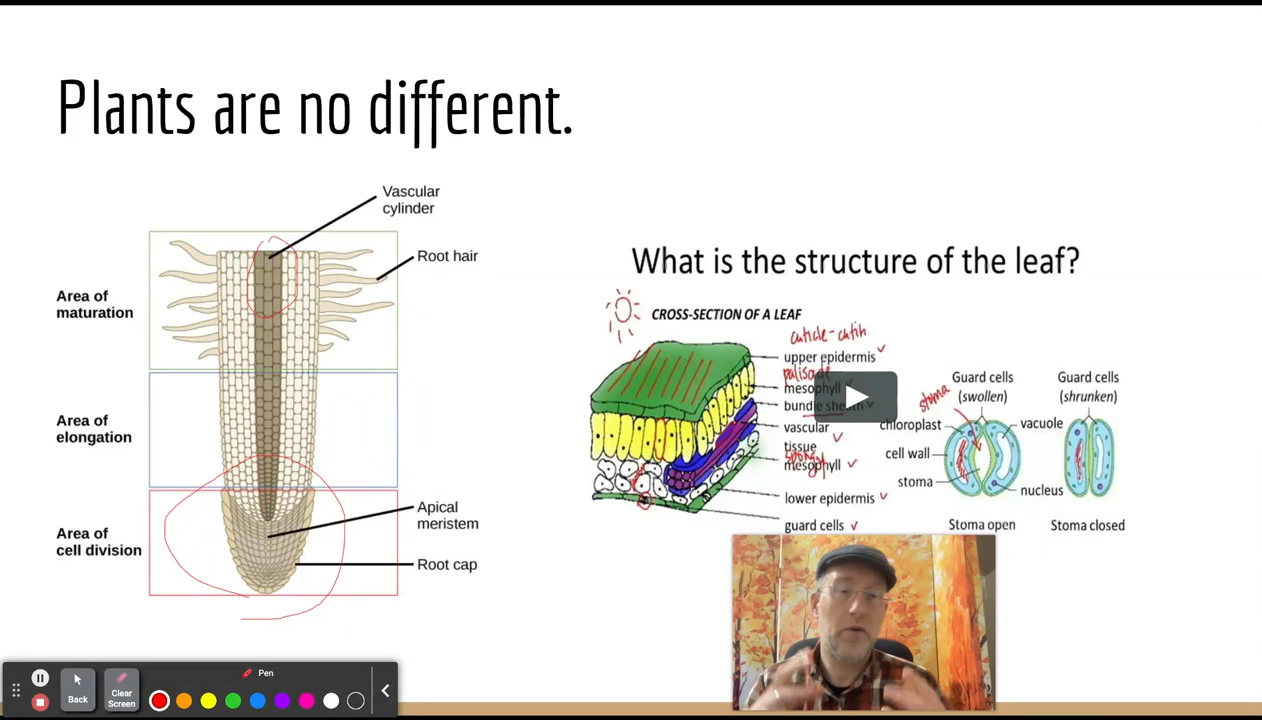 Plants are no different.
Vascular
cylinder
Root hair
Area of
maturation
Area of
elongation
Area of
cell division
Apical
meristem
Root cap
What is the structure of the leaf?
CROSS-SECTION OF A LEAF
cuticle-cutin
upper epidermis
palisade
mesophyll
bundle sheath
vascular
tissue
spongy
mesophyll
lower epidermis
guard cells
stoma
Guard cells
(swollen)
chloroplast
vacuole
cell wall
stoma
nucleus
Stoma open
Guard cells
(shrunken)
Stoma closed
Pen
Back
Clear
Screen